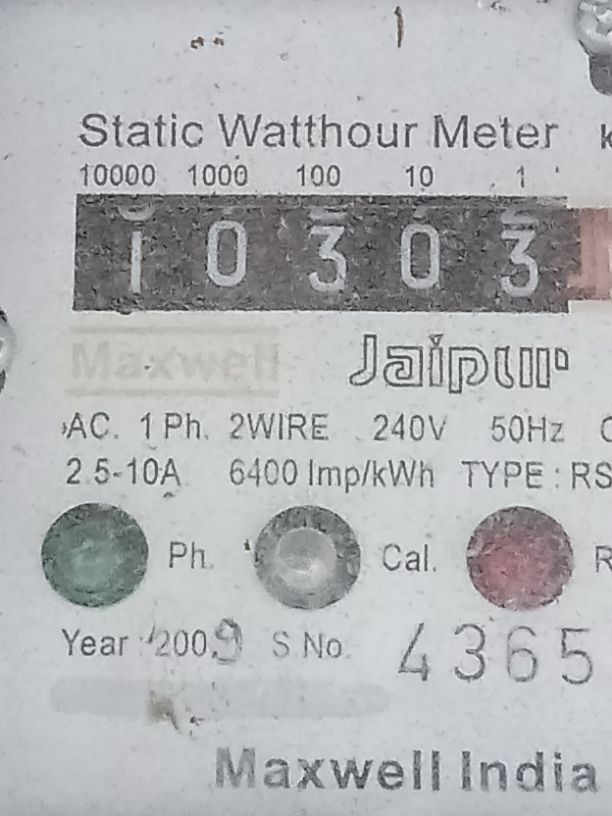 Static Watthour Meter k
10000 1000 100 10 1
1 0 3 0 3
Maxwell Jaipur
AC. 1 Ph. 2WIRE 240V 50Hz
2.5-10A 6400 Imp/kWh TYPE : RS
Ph. Cal. R
Year 2009 S No. 4365
Maxwell India